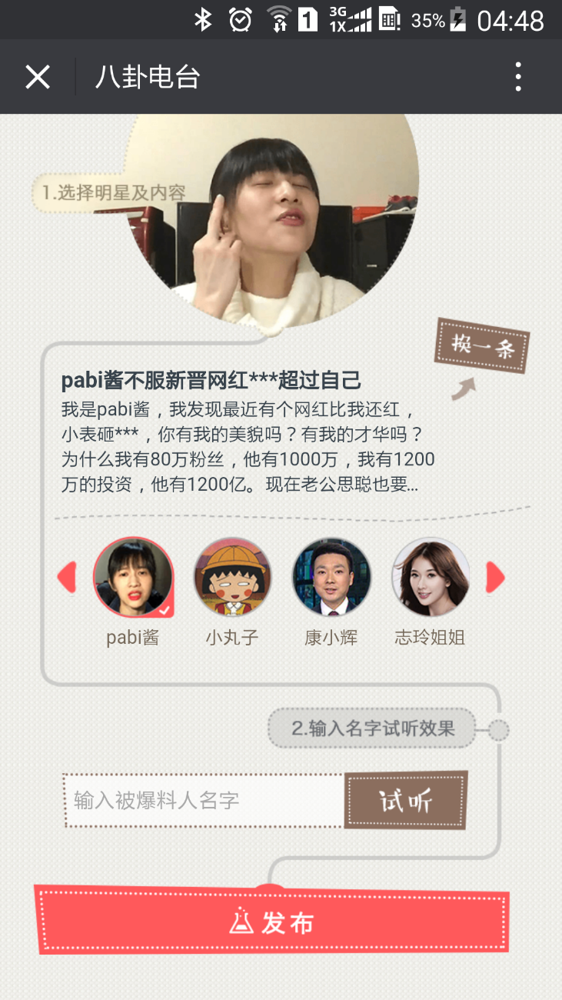 3G
1X
1
35%
04:48
八卦电台
1.选择明星及内容
换一条
pabi酱不服新晋网红***超过自己
我是pabi酱，我发现最近有个网红比我还红，
小表砸***，你有我的美貌吗？有我的才华吗？
为什么我有80万粉丝，他有1000万，我有1200
万的投资，他有1200亿。现在老公思聪也要...
pabi酱
小丸子
康小辉
志玲姐姐
2.输入名字试听效果
输入被爆料人名字
试听
发布